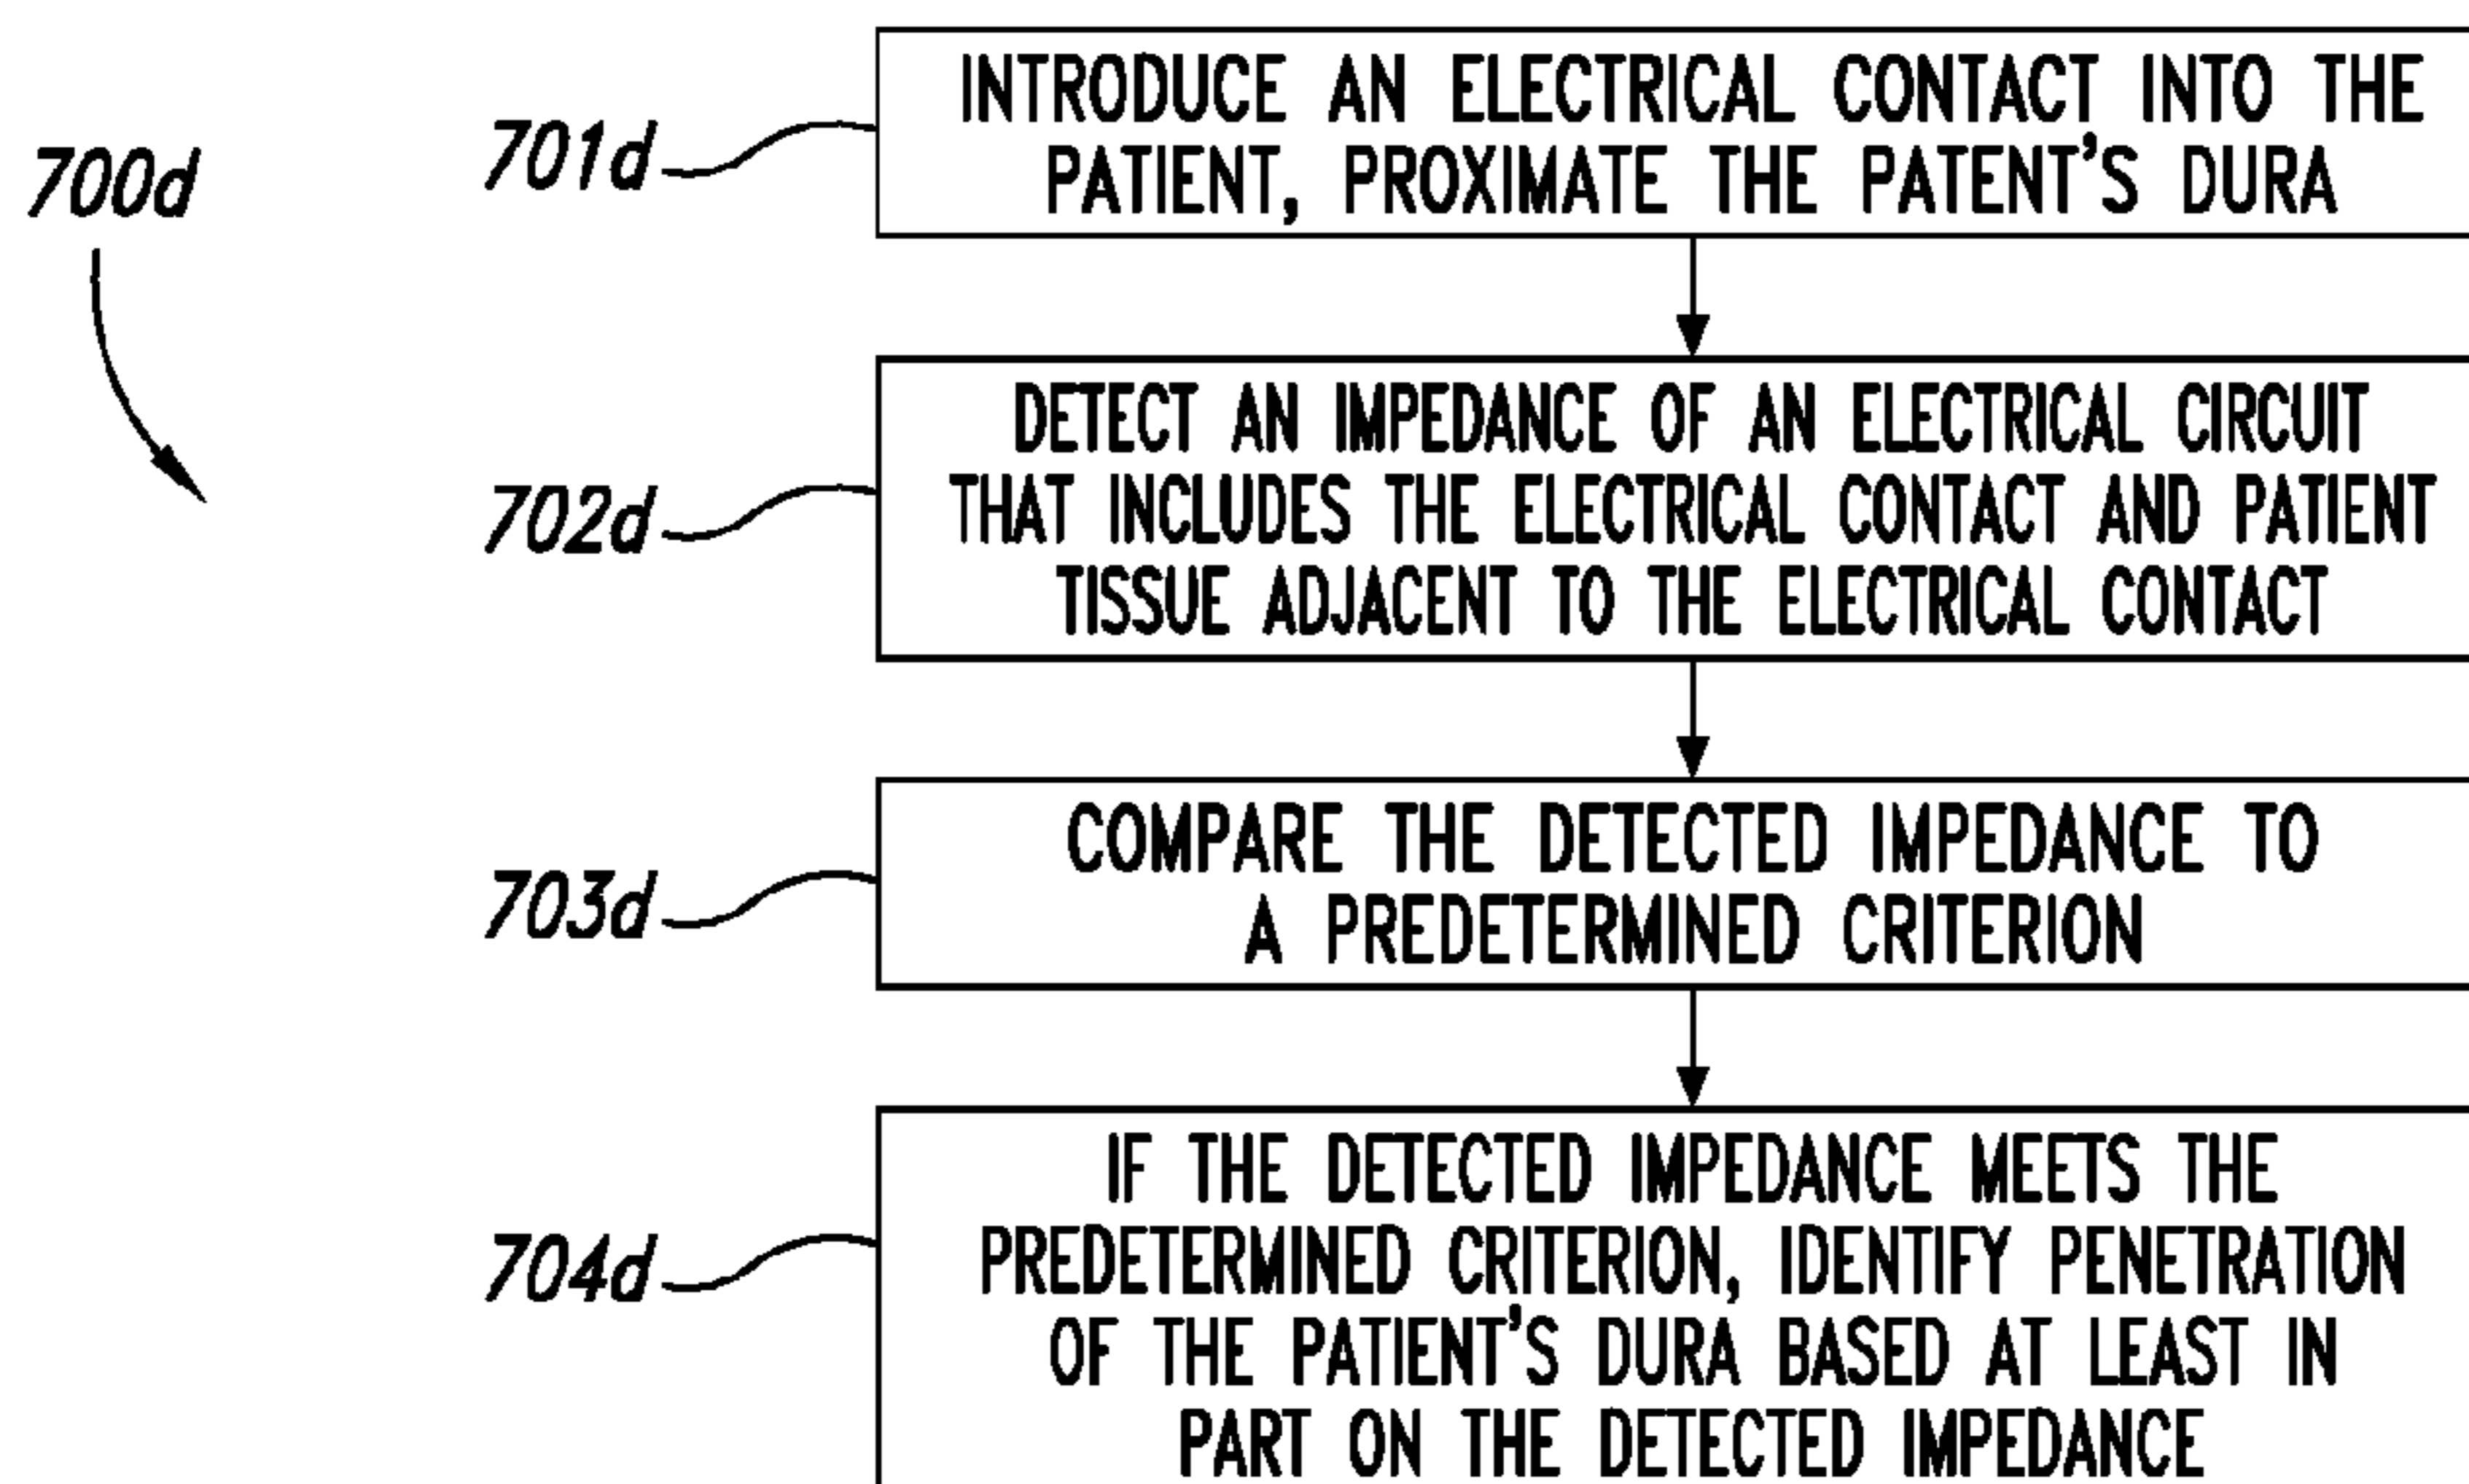 700d
701d
INTRODUCE AN ELECTRICAL CONTACT INTO THE
PATIENT, PROXIMATE THE PATENT'S DURA
702d
DETECT AN IMPEDANCE OF AN ELECTRICAL CIRCUIT
THAT INCLUDES THE ELECTRICAL CONTACT AND PATIENT
TISSUE ADJACENT TO THE ELECTRICAL CONTACT
703d
COMPARE THE DETECTED IMPEDANCE TO
A PREDETERMINED CRITERION
704d
IF THE DETECTED IMPEDANCE MEETS THE
PREDETERMINED CRITERION, IDENTIFY PENETRATION
OF THE PATIENT'S DURA BASED AT LEAST IN
PART ON THE DETECTED IMPEDANCE